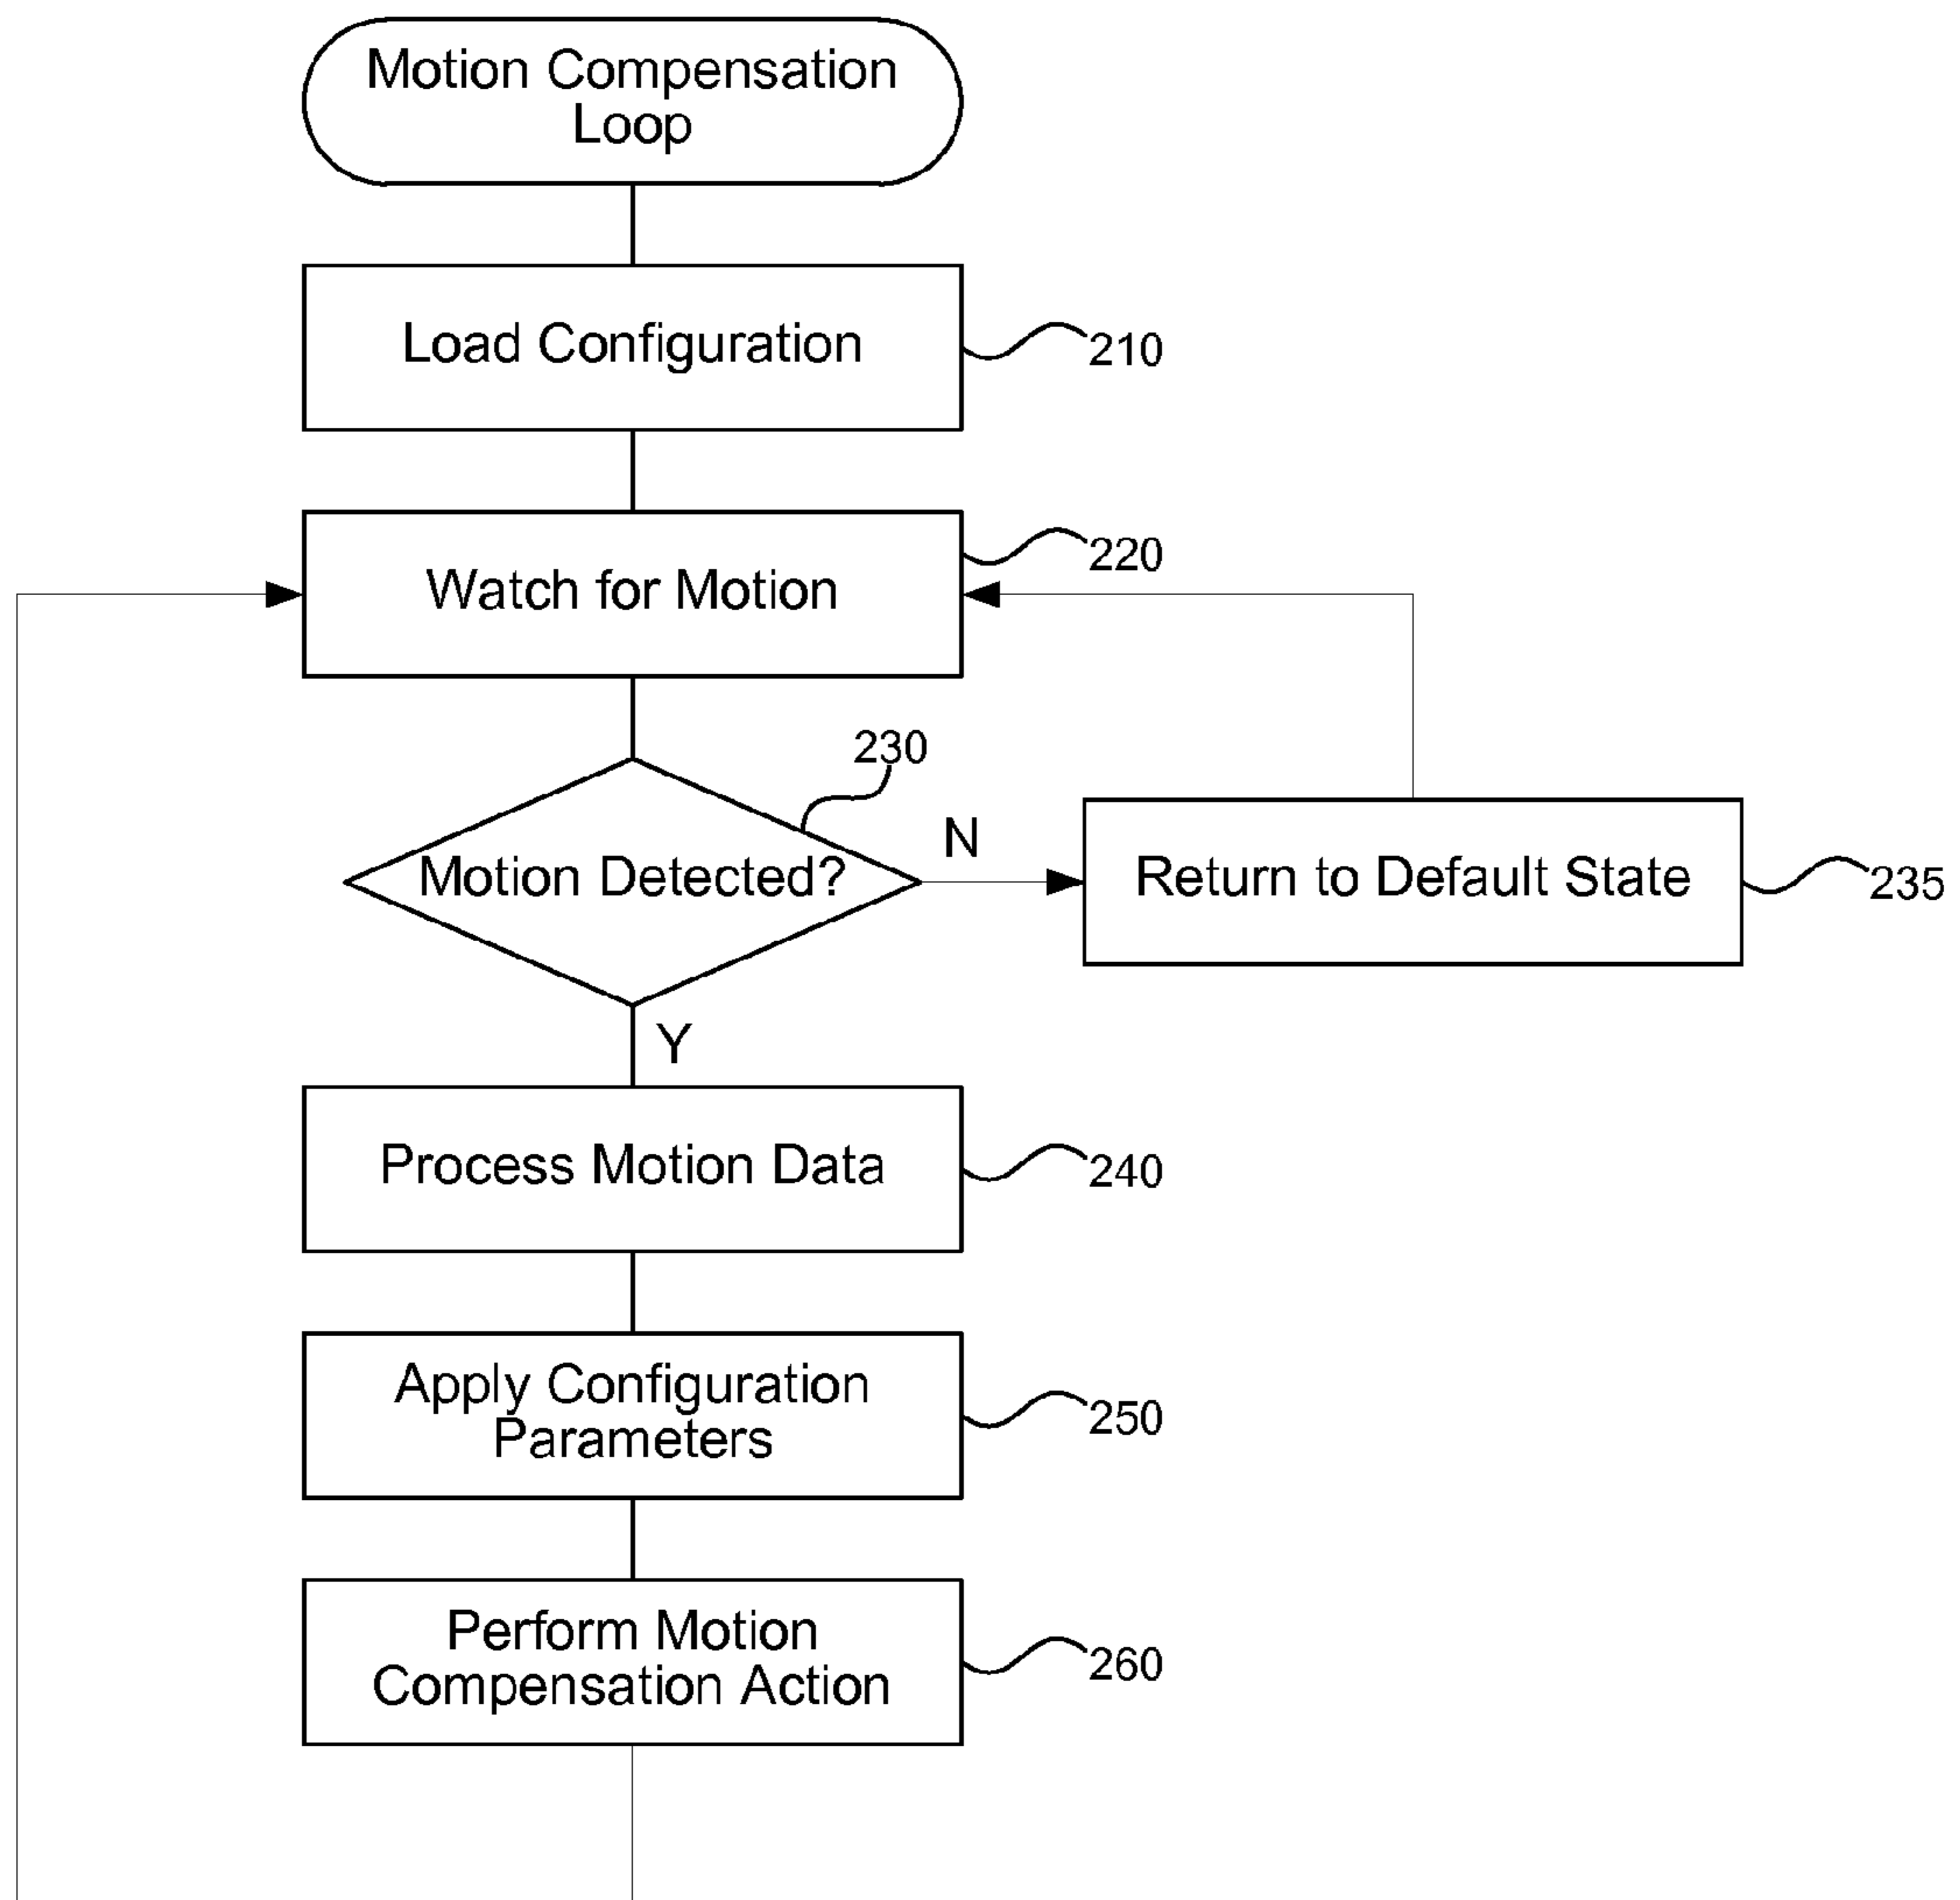 Motion Compensation
Loop
Load Configuration
210
Watch for Motion
220
230
Motion Detected?
N
Return to Default State
235
Y
Process Motion Data
240
Apply Configuration
Parameters
250
Perform Motion
Compensation Action
260